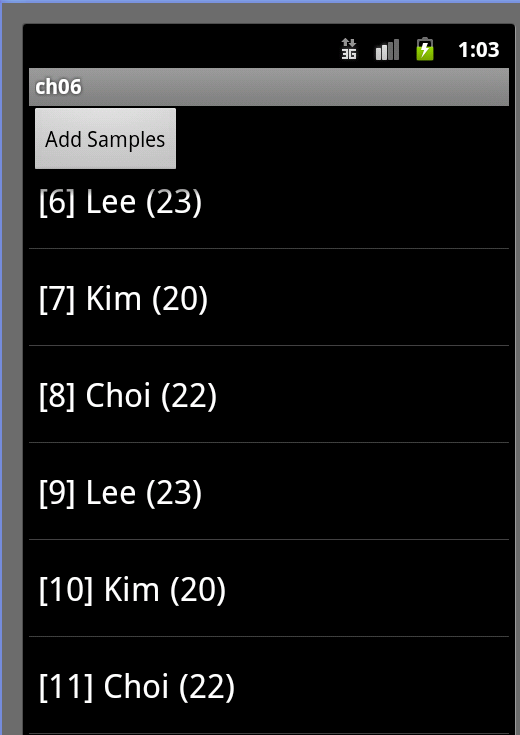 3G 1:03
ch06
Add Samples
[6] Lee (23)
[7] Kim (20)
[8] Choi (22)
[9] Lee (23)
[10] Kim (20)
[11] Choi (22)